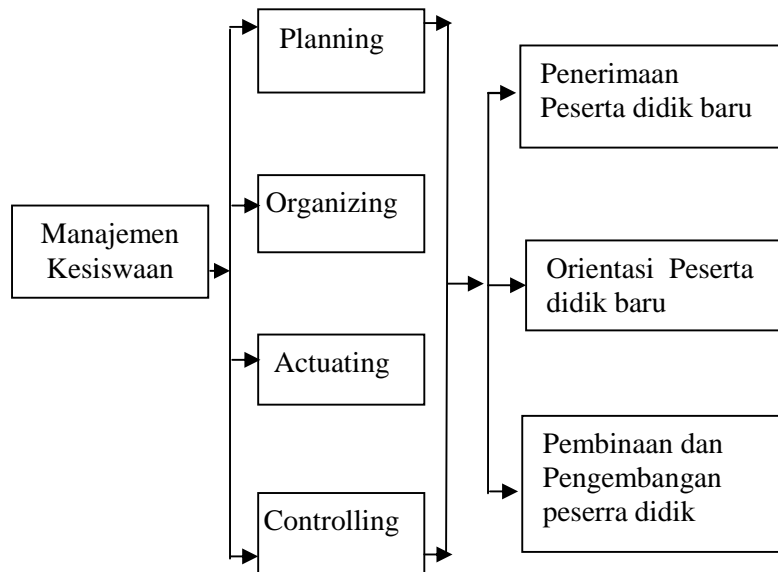 Planning
Organizing
Manajemen
Kesiswaan
Actuating
Controlling
Penerimaan
Peserta didik baru
Orientasi Peserta
didik baru
Pembinaan dan
Pengembangan
peserra didik